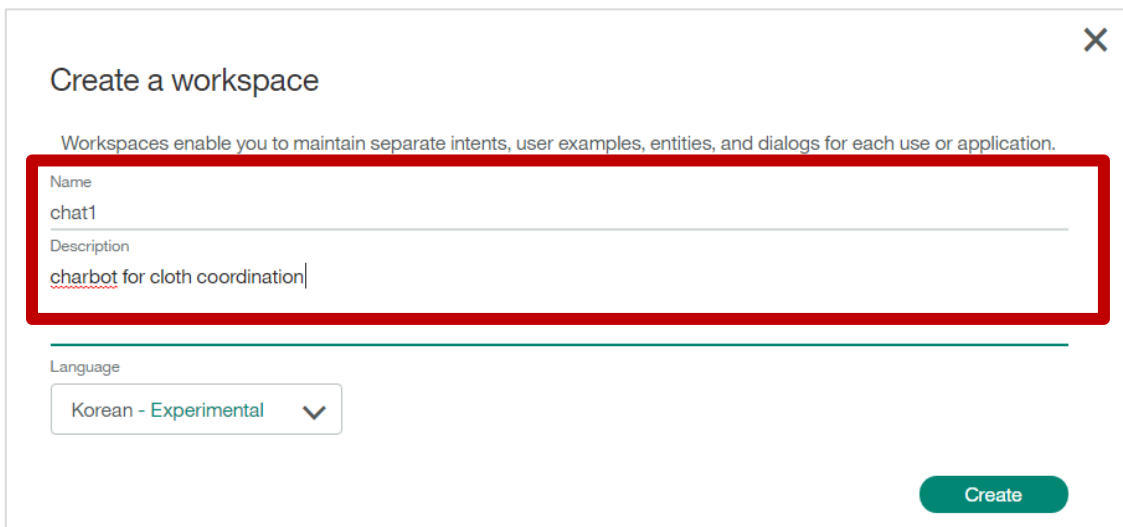 Create a workspace
Workspaces enable you to maintain separate intents, user examples, entities, and dialogs for each use or application.
Name
chat1
Description
charbot for cloth coordination
Language
Korean - Experimental
Create